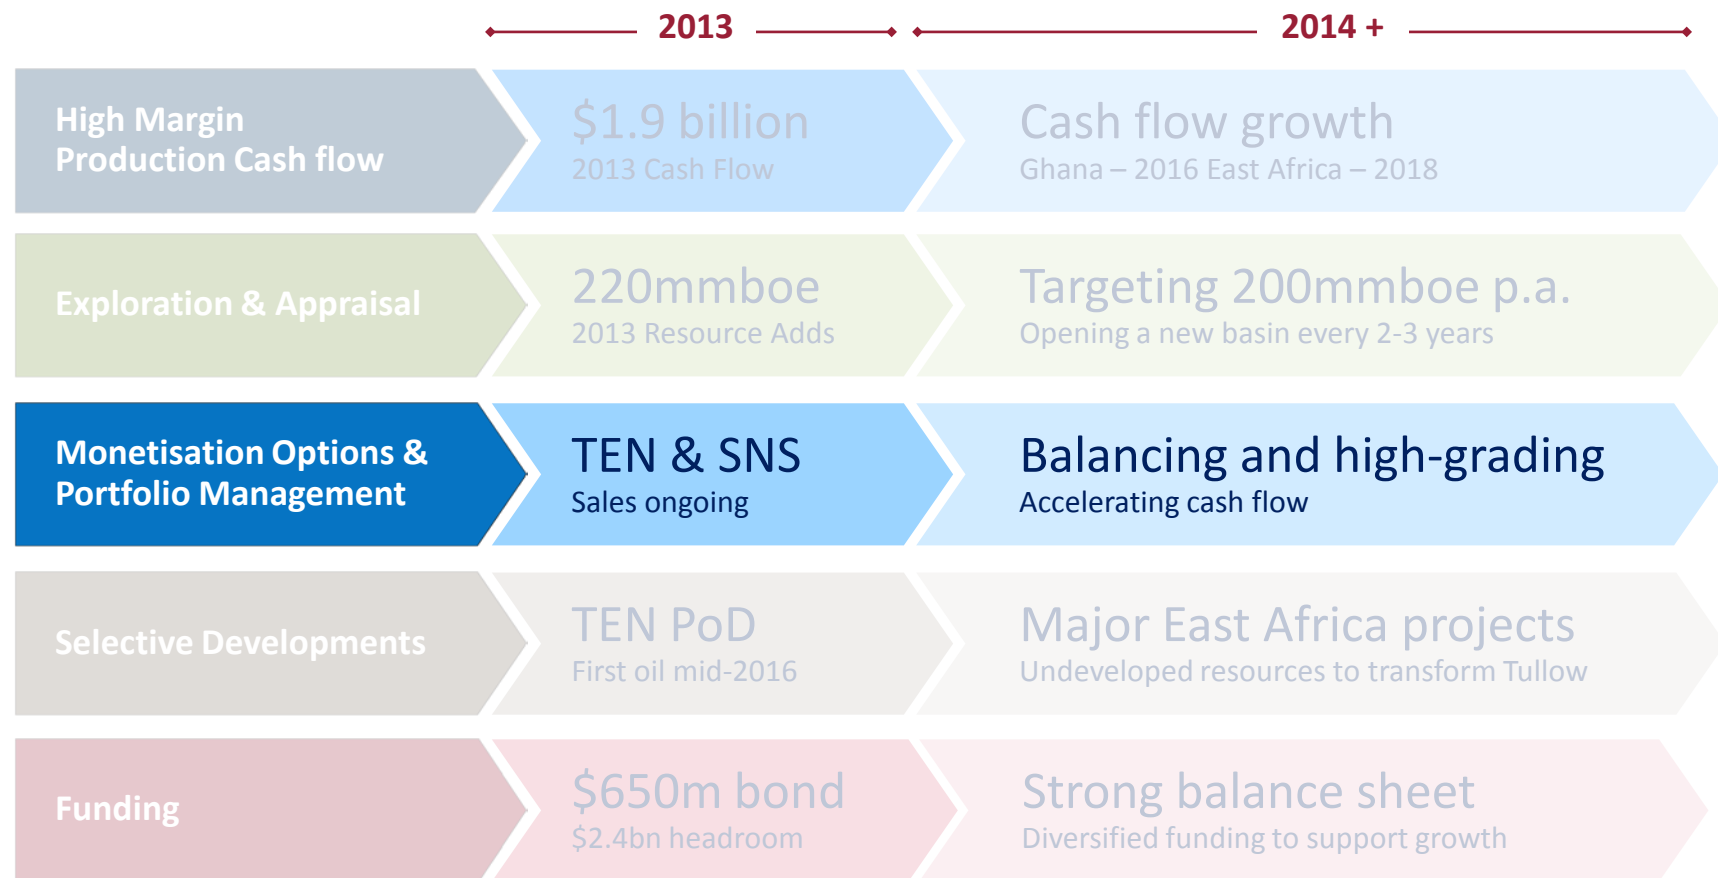 2013
2014 +
High Margin
Production Cash flow
$1.9 billion
2013 Cash Flow
Cash flow growth
Ghana – 2016 East Africa – 2018
Exploration & Appraisal
220mmboe
2013 Resource Adds
Targeting 200mmboe p.a.
Opening a new basin every 2-3 years
Monetisation Options &
Portfolio Management
TEN & SNS
Sales ongoing
Balancing and high-grading
Accelerating cash flow
Selective Developments
TEN PoD
First oil mid-2016
Major East Africa projects
Undeveloped resources to transform Tullow
Funding
$650m bond
$2.4bn headroom
Strong balance sheet
Diversified funding to support growth